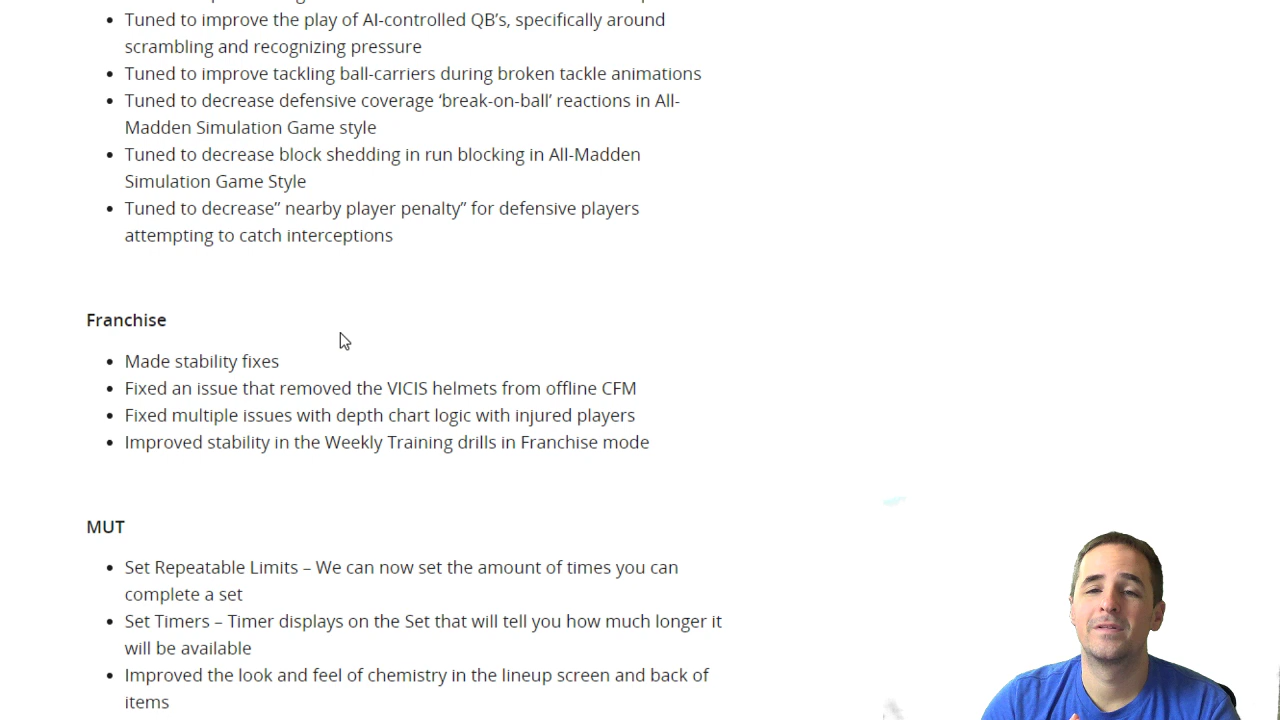 • Tuned to improve the play of AI-controlled QB's, specifically around
scrambling and recognizing pressure
• Tuned to improve tackling ball-carriers during broken tackle animations
• Tuned to decrease defensive coverage ‘break-on-ball’ reactions in All-
Madden Simulation Game style
• Tuned to decrease block shedding in run blocking in All-Madden
Simulation Game Style
• Tuned to decrease” nearby player penalty” for defensive players
attempting to catch interceptions
Franchise
• Made stability fixes
• Fixed an issue that removed the VICIS helmets from offline CFM
• Fixed multiple issues with depth chart logic with injured players
• Improved stability in the Weekly Training drills in Franchise mode
MUT
• Set Repeatable Limits – We can now set the amount of times you can
complete a set
• Set Timers – Timer displays on the Set that will tell you how much longer it
will be available
• Improved the look and feel of chemistry in the lineup screen and back of
items